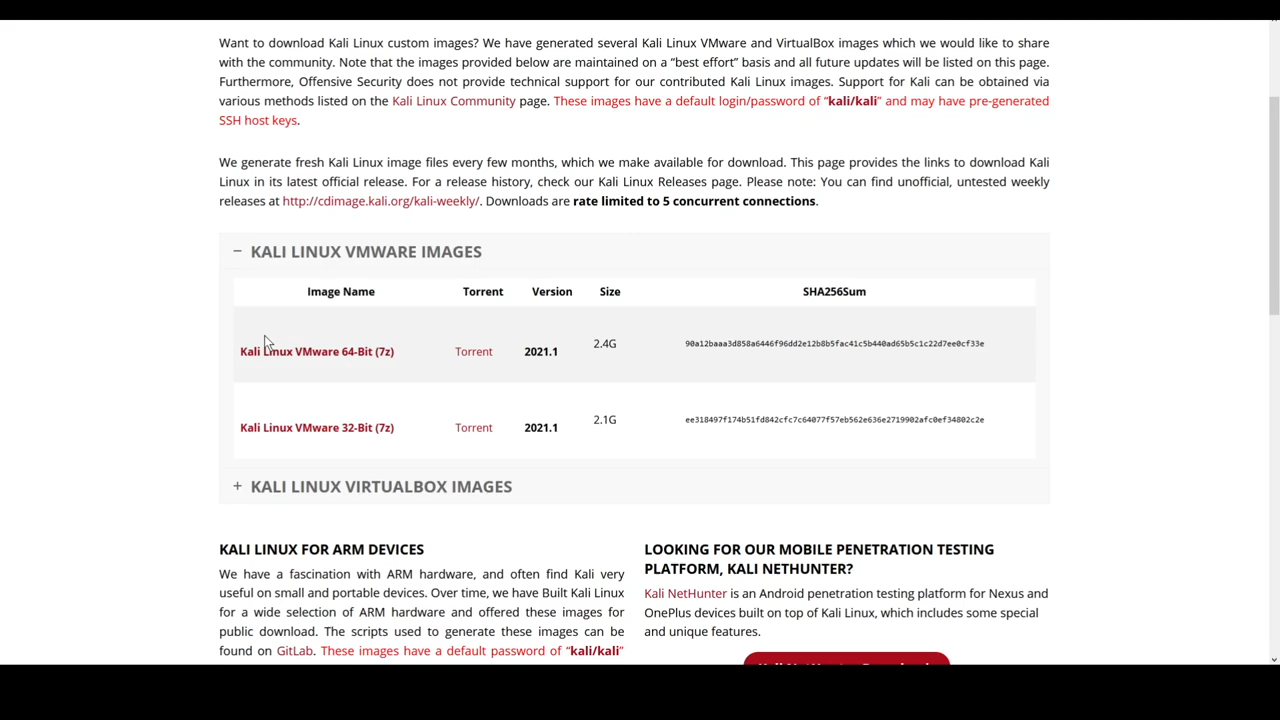 Want to download Kali Linux custom images? We have generated several Kali Linux VMware and VirtualBox images which we would like to share
with the community. Note that the images provided below are maintained on a “best effort” basis and all future updates will be listed on this page.
Furthermore, Offensive Security does not provide technical support for our contributed Kali Linux images. Support for Kali can be obtained via
various methods listed on the Kali Linux Community page. These images have a default login/password of “kali/kali” and may have pre-generated
SSH host keys.
We generate fresh Kali Linux image files every few months, which we make available for download. This page provides the links to download Kali
Linux in its latest official release. For a release history, check our Kali Linux Releases page. Please note: You can find unofficial, untested weekly
releases at http://cdimage.kali.org/kali-weekly/. Downloads are rate limited to 5 concurrent connections.
− KALI LINUX VMWARE IMAGES
Image Name Torrent Version Size SHA256Sum
Kali Linux VMware 64-Bit (7z) Torrent 2021.1 2.4G 90a12baaa3d858a6446f96dd2e12b8b5fac41c5b440ad65b5c1c22d7ee0cf33e
Kali Linux VMware 32-Bit (7z) Torrent 2021.1 2.1G ee318497f174b51fd842cfc7c64077f57eb562e636e2719902afc0ef34802c2e
+ KALI LINUX VIRTUALBOX IMAGES
KALI LINUX FOR ARM DEVICES
We have a fascination with ARM hardware, and often find Kali very
useful on small and portable devices. Over time, we have Built Kali Linux
for a wide selection of ARM hardware and offered these images for
public download. The scripts used to generate these images can be
found on GitLab. These images have a default password of “kali/kali”
LOOKING FOR OUR MOBILE PENETRATION TESTING
PLATFORM, KALI NETHUNTER?
Kali NetHunter is an Android penetration testing platform for Nexus and
OnePlus devices built on top of Kali Linux, which includes some special
and unique features.